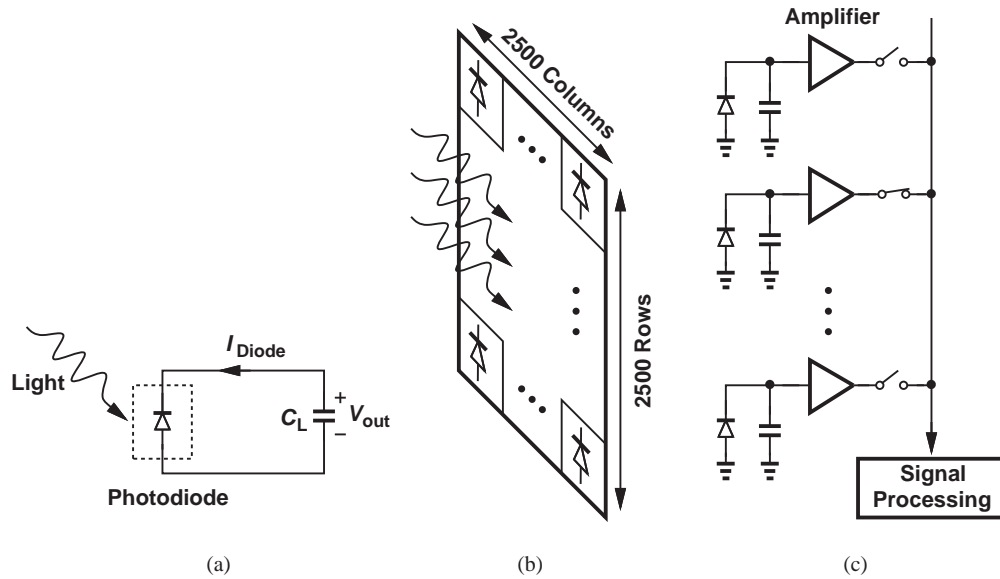 Amplifier
2500 Columns
2500 Rows
Signal
Processing
Light
I Diode
C L
+
V out
−
Photodiode
(a)
(b)
(c)